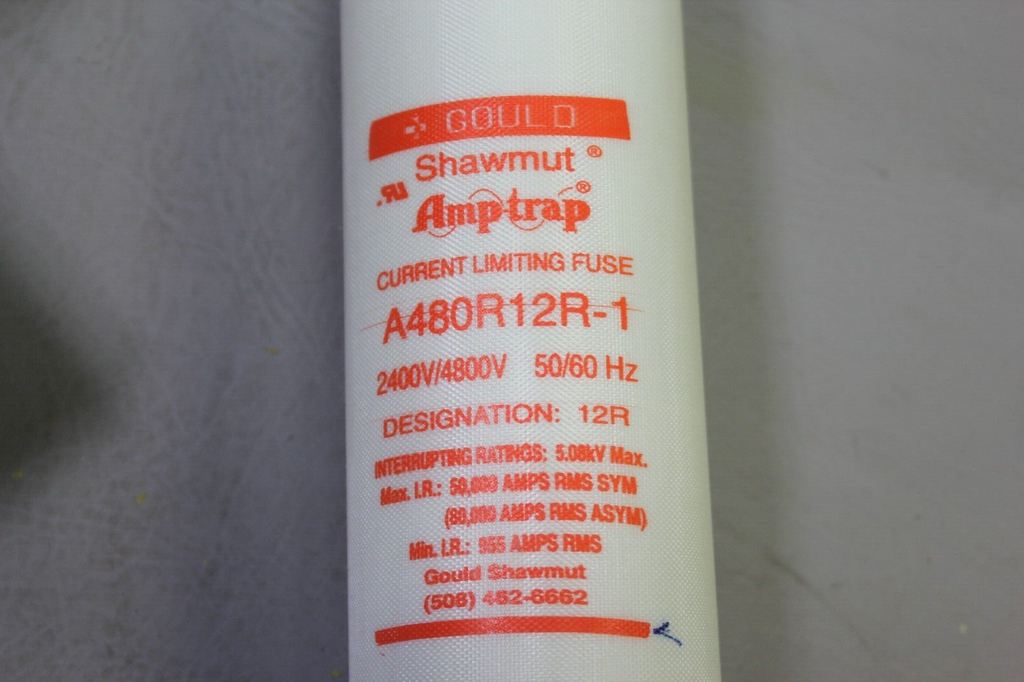 GOULD
Shawmut®
Amp-trap®
CURRENT LIMITING FUSE
A480R12R-1
2400V/4800V 50/60 Hz
DESIGNATION: 12R
INTERRUPTING RATINGS: 5.08kV Max.
Max. I.R.: 50,000 AMPS RMS SYM
(80,000 AMPS RMS ASYM)
Min. I.R.: 955 AMPS RMS
Gould Shawmut
(508) 462-6662